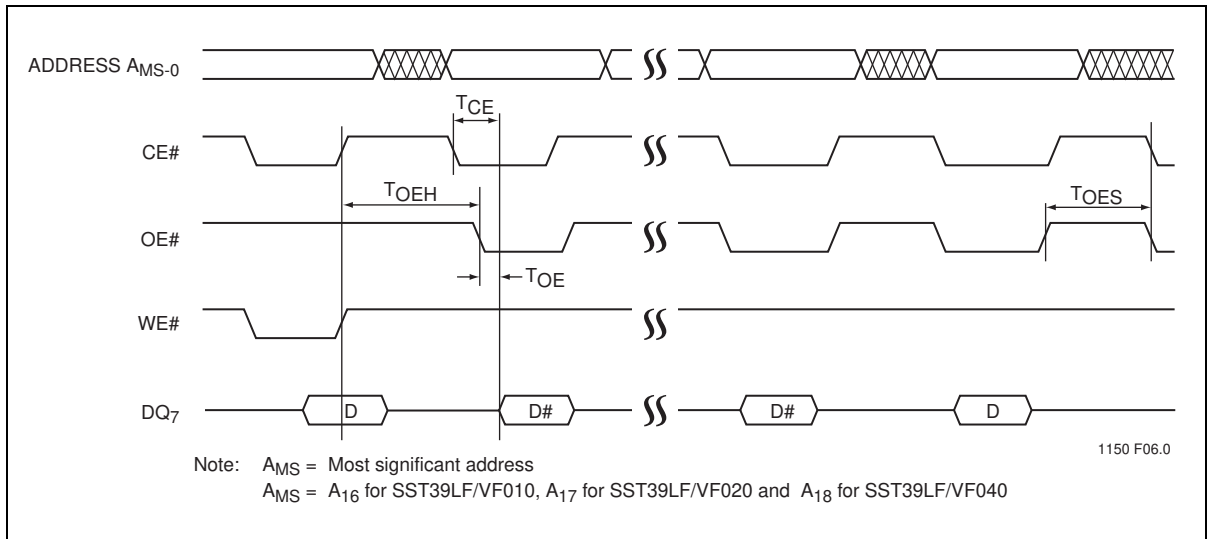 ADDRESS AMS-0
TCE
CE#
TOEH
TOES
OE#
TOE
WE#
DQ7
D
D#
D#
D
1150 F06.0
Note: AMS = Most significant address
AMS = A16 for SST39LF/VF010, A17 for SST39LF/VF020 and A18 for SST39LF/VF040